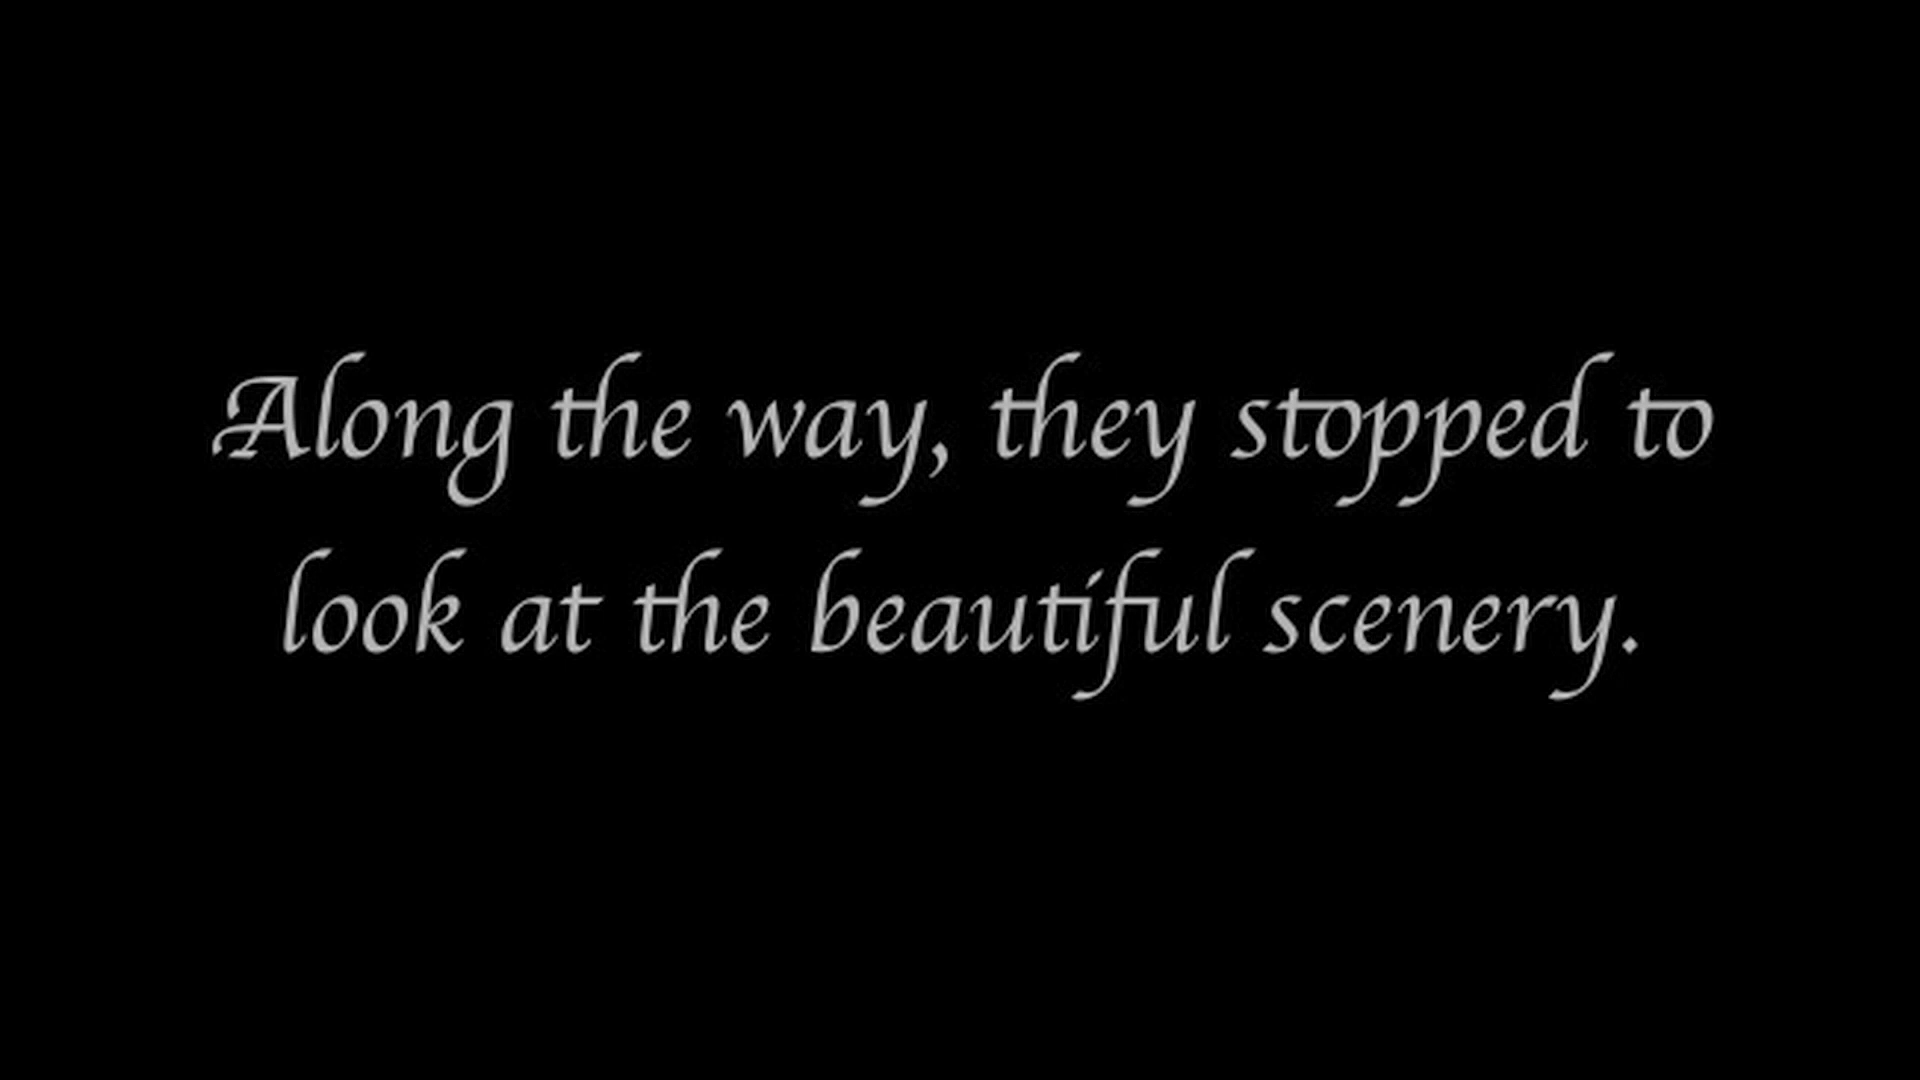 Along the way, they stopped to
look at the beautiful scenery.